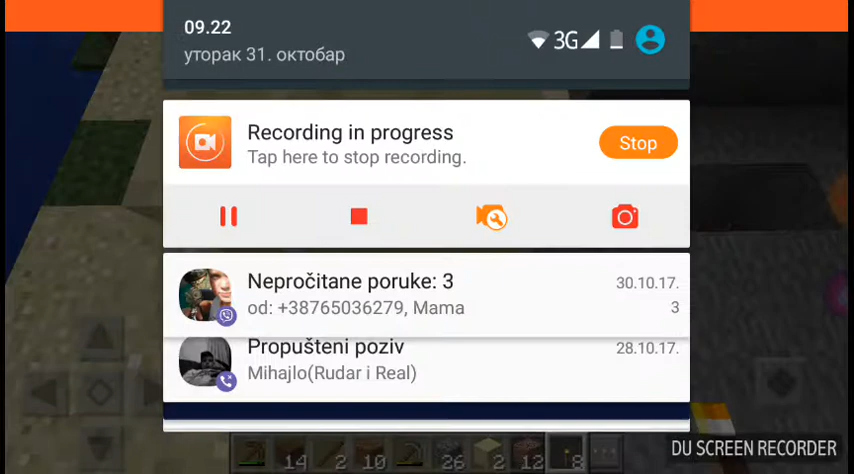 09.22
уторак 31. октобар
3G
Recording in progress
Tap here to stop recording.
Stop
Nepročitane poruke: 3
30.10.17.
od: +38765036279, Mama
3
Propušteni poziv
28.10.17.
Mihajlo(Rudar i Real)
14
2
10
26
2
12
8
DU SCREEN RECORDER